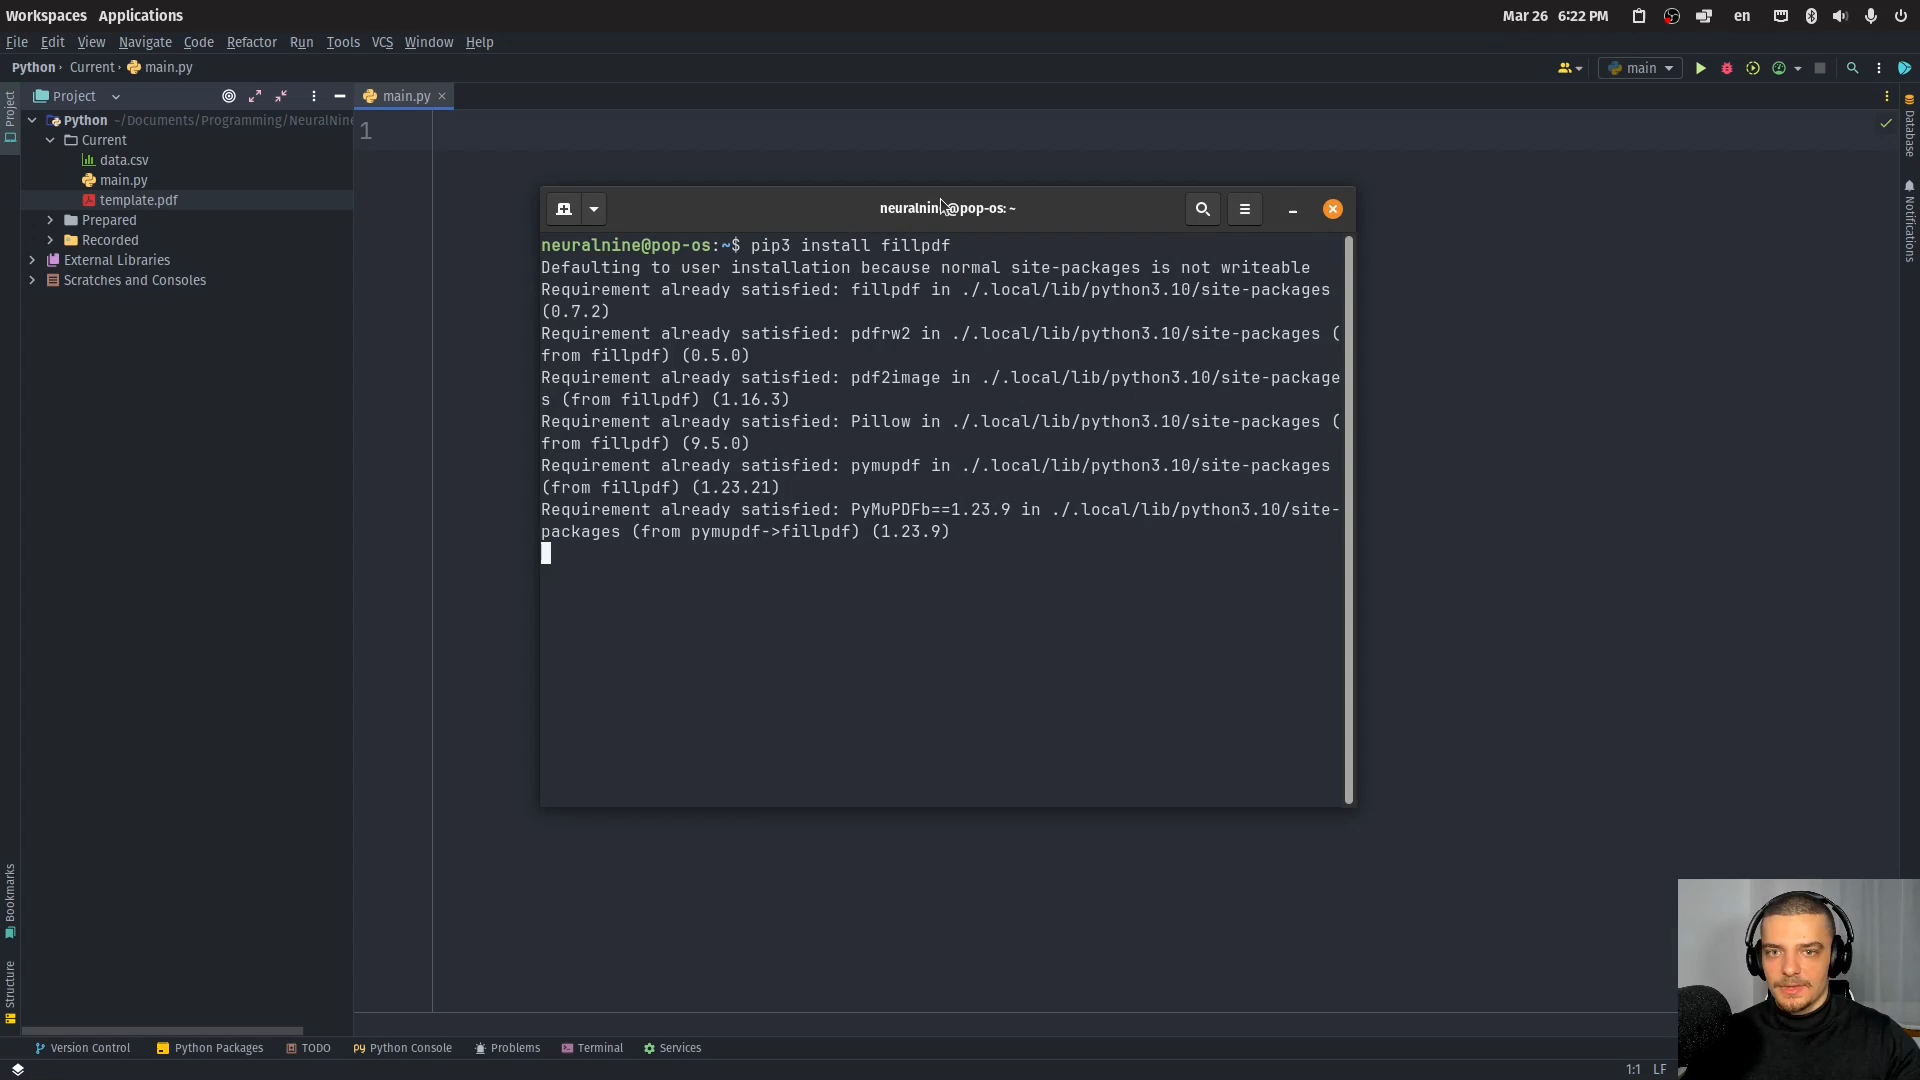 Workspaces Applications
Mar 26 6:22 PM
en
File Edit View Navigate Code Refactor Run Tools VCS Window Help
Python Current main.py
main
Project
main.py
Project
Python ~/Documents/Programming/NeuralNine
Current
data.csv
main.py
template.pdf
Prepared
Recorded
External Libraries
Scratches and Consoles
1
Database
Notifications
neuralnine@pop-os: ~
neuralnine@pop-os:~$ pip3 install fillpdf
Defaulting to user installation because normal site-packages is not writeable
Requirement already satisfied: fillpdf in ./.local/lib/python3.10/site-packages
(0.7.2)
Requirement already satisfied: pdfrw2 in ./.local/lib/python3.10/site-packages (
from fillpdf) (0.5.0)
Requirement already satisfied: pdf2image in ./.local/lib/python3.10/site-package
s (from fillpdf) (1.16.3)
Requirement already satisfied: Pillow in ./.local/lib/python3.10/site-packages (
from fillpdf) (9.5.0)
Requirement already satisfied: pymupdf in ./.local/lib/python3.10/site-packages
(from fillpdf) (1.23.21)
Requirement already satisfied: PyMuPDFb==1.23.9 in ./.local/lib/python3.10/site-
packages (from pymupdf->fillpdf) (1.23.9)
Bookmarks
Structure
Version Control Python Packages TODO Python Console Problems Terminal Services
1:1 LF